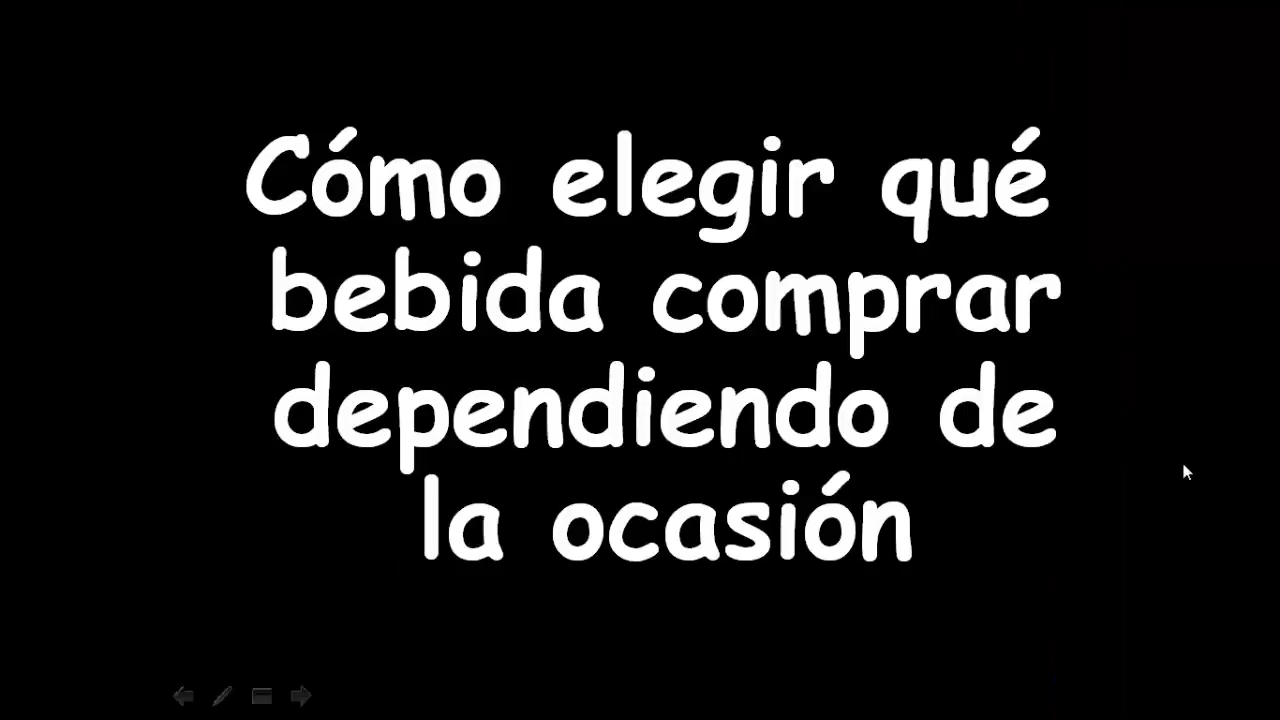 Cómo elegir qué
bebida comprar
dependiendo de
la ocasión